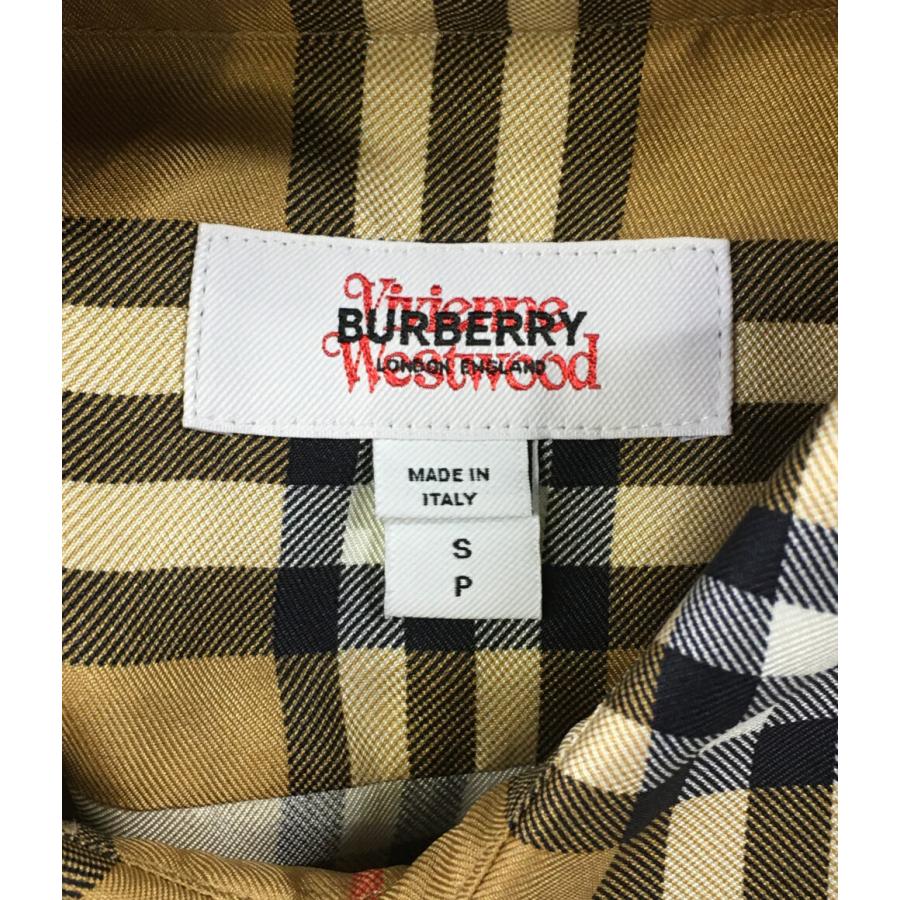 Vivienne
BURBERRY
Westwood
LONDON ENGLAND
MADE IN
ITALY
S
P